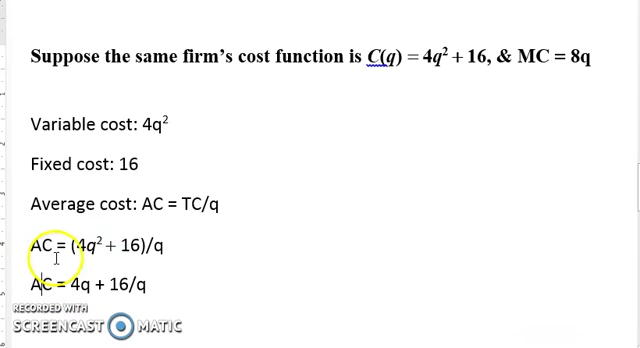 Suppose the same firm’s cost function is C(q) = 4q² + 16, & MC = 8q
Variable cost: 4q²
Fixed cost: 16
Average cost: AC = TC/q
AC = (4q² + 16)/q
AC = 4q + 16/q
RECORDED WITH
SCREENCAST MATIC